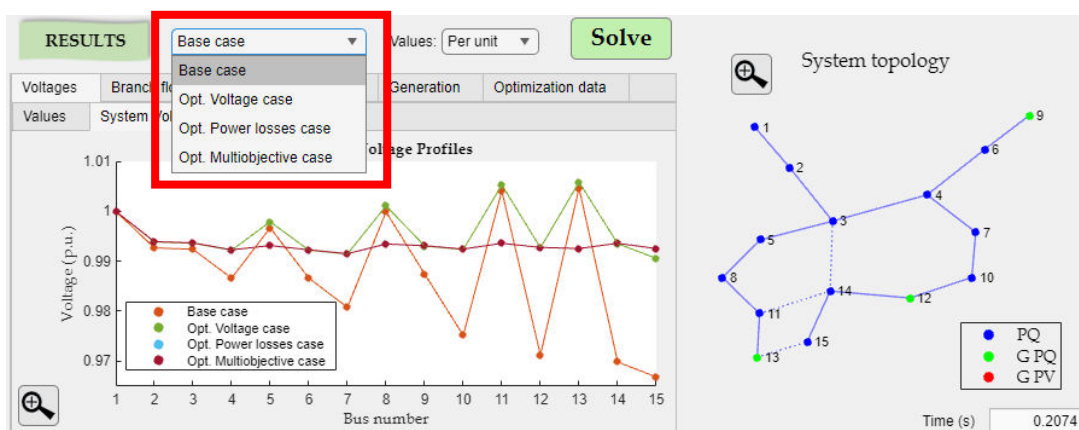 RESULTS
Base case
Values:
Per unit
Solve
Base case
Opt. Voltage case
Opt. Power losses case
Opt. Multiobjective case
Voltages
Branch
Generation
Optimization data
Values
System
Profiles
1.01
1
0.99
0.98
0.97
Voltage (p.u.)
Base case
Opt. Voltage case
Opt. Power losses case
Opt. Multiobjective case
1 2 3 4 5 6 7 8 9 10 11 12 13 14 15
Bus number
System topology
1
9
6
2
4
3
7
5
8
10
14
12
11
15
13
PQ
G PQ
G PV
Time (s)
0.2074